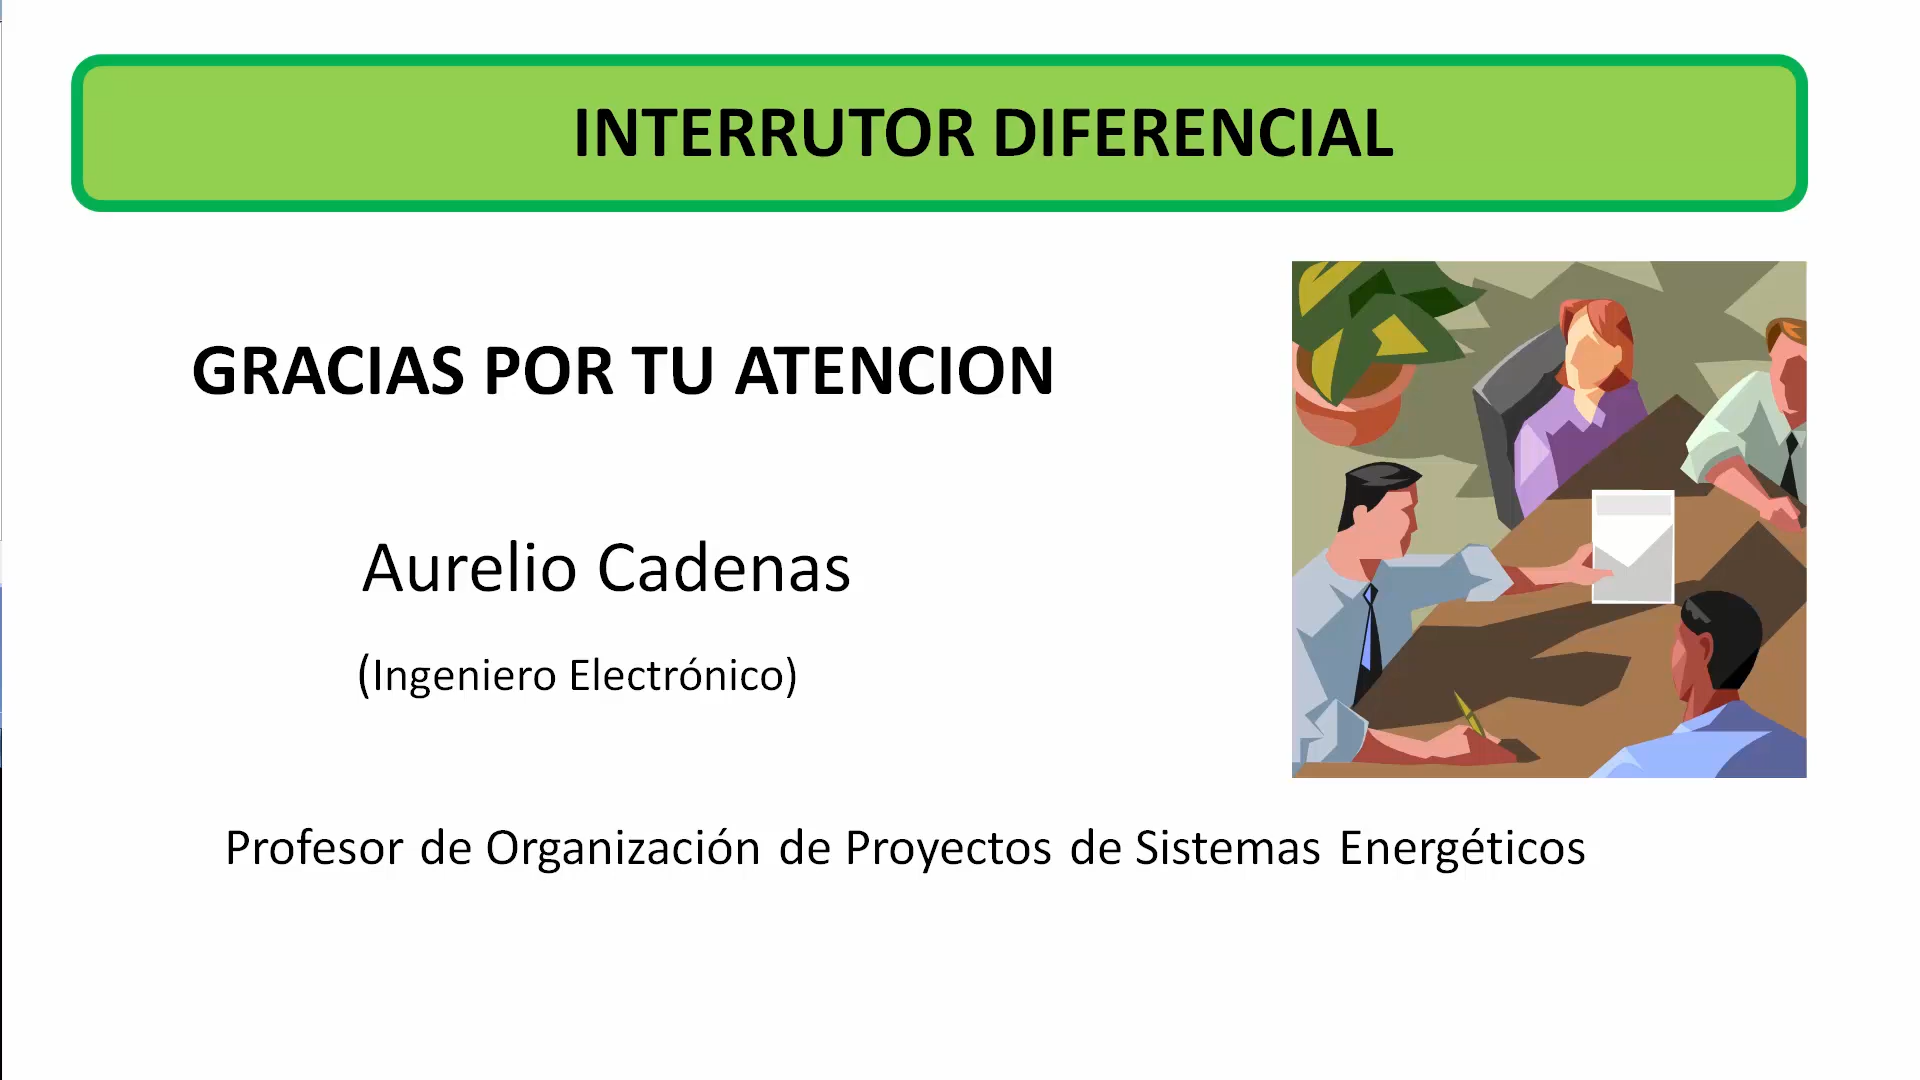 INTERRUTOR DIFERENCIAL
GRACIAS POR TU ATENCION
Aurelio Cadenas
(Ingeniero Electrónico)
Profesor de Organización de Proyectos de Sistemas Energéticos